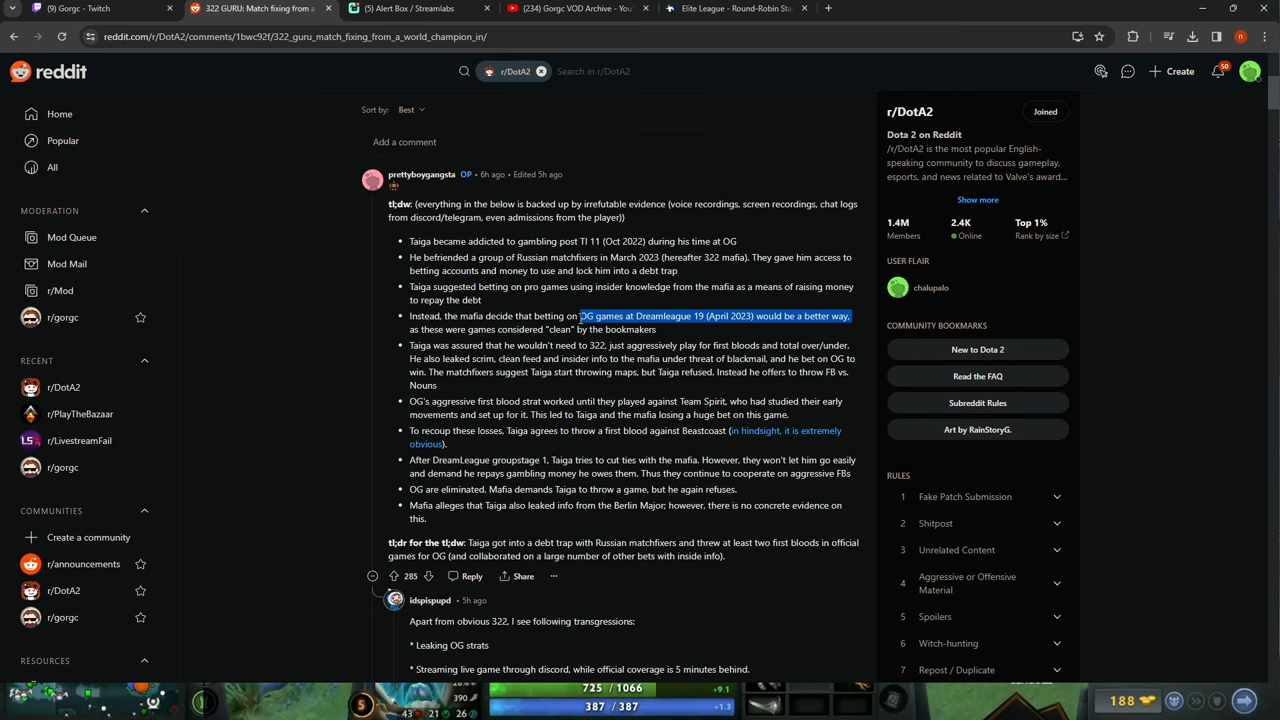 (9) Gorgc - Twitch
322 GURU: Match fixing from a
(5) Alert Box / Streamlabs
(234) Gorgc VOD Archive - You
Elite League - Round-Robin Sta
reddit.com/r/DotA2/comments/1bwc92f/322_guru_match_fixing_from_a_world_champion_in/
n
reddit
r/DotA2
Search in r/DotA2
Create
50
Home
Popular
All
MODERATION
Mod Queue
Mod Mail
r/Mod
r/gorgc
RECENT
r/DotA2
r/PlayTheBazaar
r/LivestreamFail
r/gorgc
COMMUNITIES
Create a community
r/announcements
r/DotA2
r/gorgc
RESOURCES
Sort by: Best
Add a comment
prettyboygangsta OP • 6h ago • Edited 5h ago
tl;dw: (everything in the below is backed up by irrefutable evidence (voice recordings, screen recordings, chat logs
from discord/telegram, even admissions from the player))
• Taiga became addicted to gambling post TI 11 (Oct 2022) during his time at OG
• He befriended a group of Russian matchfixers in March 2023 (hereafter 322 mafia). They gave him access to
betting accounts and money to use and lock him into a debt trap
• Taiga suggested betting on pro games using insider knowledge from the mafia as a means of raising money
to repay the debt
• Instead, the mafia decide that betting on OG games at Dreamleague 19 (April 2023) would be a better way,
as these were games considered "clean" by the bookmakers
• Taiga was assured that he wouldn't need to 322, just aggressively play for first bloods and total over/under.
He also leaked scrim, clean feed and insider info to the mafia under threat of blackmail, and he bet on OG to
win. The matchfixers suggest Taiga start throwing maps, but Taiga refused. Instead he offers to throw FB vs.
Nouns
• OG's aggressive first blood strat worked until they played against Team Spirit, who had studied their early
movements and set up for it. This led to Taiga and the mafia losing a huge bet on this game.
• To recoup these losses, Taiga agrees to throw a first blood against Beastcoast (in hindsight, it is extremely
obvious).
• After DreamLeague groupstage 1, Taiga tries to cut ties with the mafia. However, they won't let him go easily
and demand he repays gambling money he owes them. Thus they continue to cooperate on aggressive FBs
• OG are eliminated. Mafia demands Taiga to throw a game, but he again refuses.
• Mafia alleges that Taiga also leaked info from the Berlin Major; however, there is no concrete evidence on
this.
tl;dr for the tl;dw: Taiga got into a debt trap with Russian matchfixers and threw at least two first bloods in official
games for OG (and collaborated on a large number of other bets with inside info).
285 Reply Share ...
idspispupd • 5h ago
Apart from obvious 322, I see following transgressions:
* Leaking OG strats
* Streaming live game through discord, while official game is 5 minutes behind.
r/DotA2
Joined
Dota 2 on Reddit
/r/DotA2 is the most popular English-
speaking community to discuss gameplay,
esports, and news related to Valve's award...
Show more
1.4M 2.4K Top 1%
Members Online Rank by size
USER FLAIR
chalupalo
COMMUNITY BOOKMARKS
New to Dota 2
Read the FAQ
Subreddit Rules
Art by RainStoryG.
RULES
1 Fake Patch Submission
2 Shitpost
3 Unrelated Content
4 Aggressive or Offensive
Material
5 Spoilers
6 Witch-hunting
7 Repost / Duplicate
725 / 1066 +9.1
387 / 387 +1.3
5
390
43 21 26
188